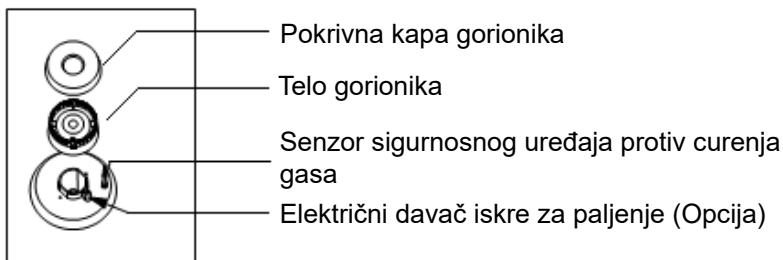 Pokrivna kapa gorionika
Telo gorionika
Senzor sigurnosnog uređaja protiv curenja
gasa
Električni davač iskre za paljenje (Opcija)